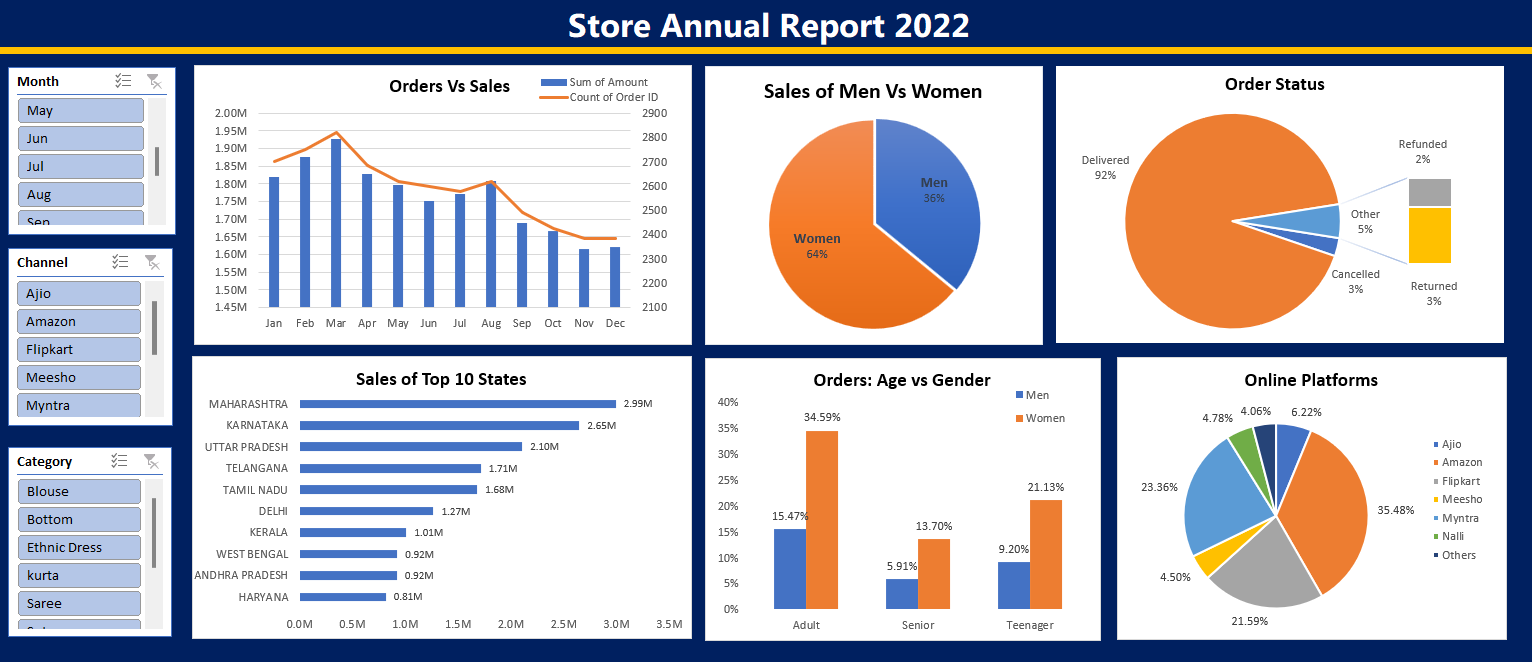 Store Annual Report 2022
Month
May
Jun
Jul
Aug
Sep
Channel
Ajio
Amazon
Flipkart
Meesho
Myntra
Category
Blouse
Bottom
Ethnic Dress
kurta
Saree
Orders Vs Sales
Sum of Amount
Count of Order ID
2.00M
1.95M
1.90M
1.85M
1.80M
1.75M
1.70M
1.65M
1.60M
1.55M
1.50M
1.45M
2900
2800
2700
2600
2500
2400
2300
2200
2100
Jan Feb Mar Apr May Jun Jul Aug Sep Oct Nov Dec
Sales of Men Vs Women
Men
36%
Women
64%
Order Status
Delivered
92%
Refunded
2%
Other
5%
Cancelled
3%
Returned
3%
Sales of Top 10 States
MAHARASHTRA 2.99M
KARNATAKA 2.65M
UTTAR PRADESH 2.10M
TELANGANA 1.71M
TAMIL NADU 1.68M
DELHI 1.27M
KERALA 1.01M
WEST BENGAL 0.92M
ANDHRA PRADESH 0.92M
HARYANA 0.81M
0.0M 0.5M 1.0M 1.5M 2.0M 2.5M 3.0M 3.5M
Orders: Age vs Gender
Men
Women
40%
35%
30%
25%
20%
15%
10%
5%
0%
34.59%
15.47%
13.70%
5.91%
21.13%
9.20%
Adult Senior Teenager
Online Platforms
4.78% 4.06% 6.22%
23.36%
35.48%
4.50%
21.59%
Ajio
Amazon
Flipkart
Meesho
Myntra
Nalli
Others